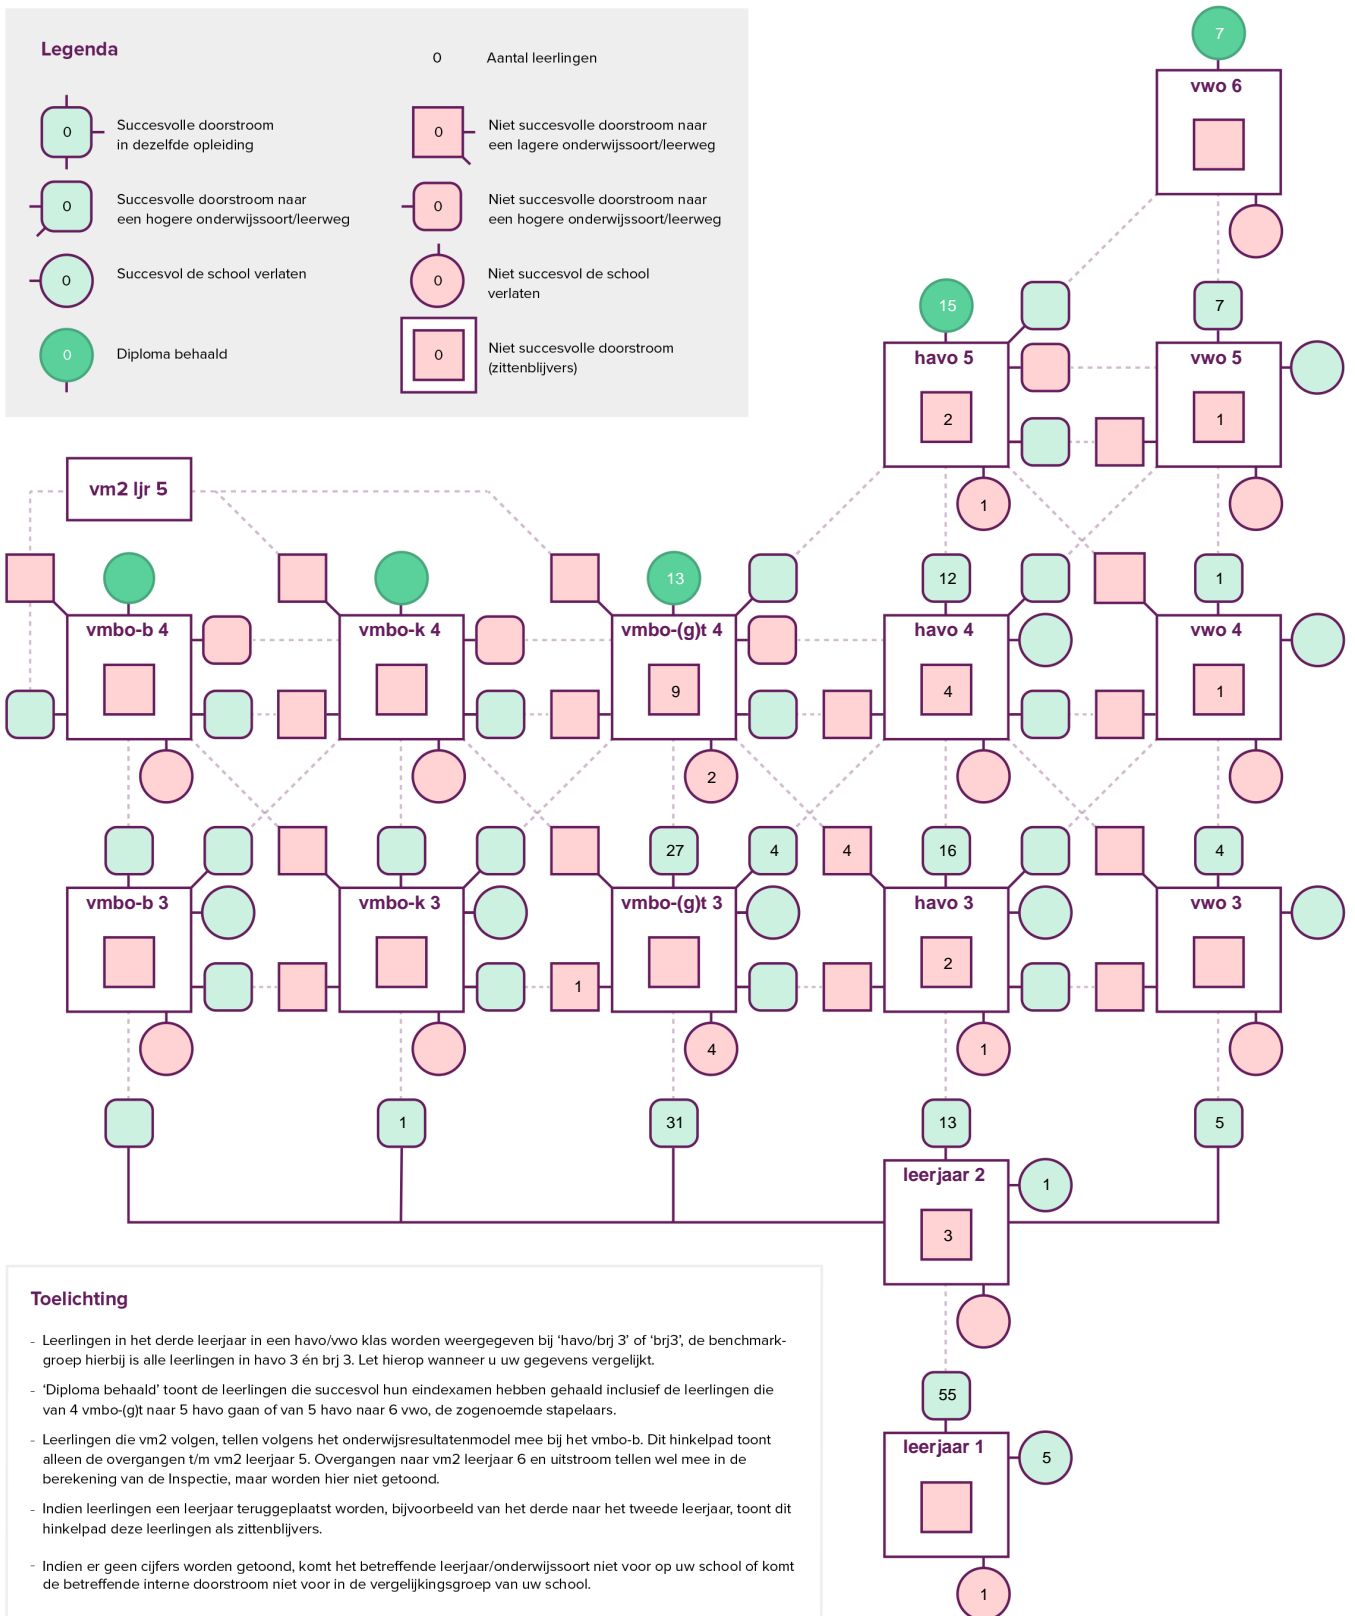 Legenda
0 Aantal leerlingen
0 Succesvolle doorstroom
in dezelfde opleiding
0 Niet succesvolle doorstroom naar
een lagere onderwijssoort/leerweg
0 Succesvolle doorstroom naar
een hogere onderwijssoort/leerweg
0 Niet succesvolle doorstroom naar
een hogere onderwijssoort/leerweg
0 Succesvol de school verlaten
0 Niet succesvol de school
verlaten
0 Diploma behaald
0 Niet succesvolle doorstroom
(zittenblijvers)
7
vwo 6
15
7
havo 5
vwo 5
2
1
vm2 ljr 5
1
13
12
1
vmbo-b 4
vmbo-k 4
vmbo-(g)t 4
havo 4
vwo 4
9
4
1
2
27
4
4
16
4
vmbo-b 3
vmbo-k 3
vmbo-(g)t 3
havo 3
vwo 3
2
1
4
1
1
31
13
5
leerjaar 2
1
3
55
leerjaar 1
5
1
Toelichting
- Leerlingen in het derde leerjaar in een havo/vwo klas worden weergegeven bij ‘havo/brj 3’ of ‘brj3’, de benchmark-
groep hierbij is alle leerlingen in havo 3 én brj 3. Let hierop wanneer u uw gegevens vergelijkt.
- ‘Diploma behaald’ toont de leerlingen die succesvol hun eindexamen hebben gehaald inclusief de leerlingen die
van 4 vmbo-(g)t naar 5 havo gaan of van 5 havo naar 6 vwo, de zogenoemde stapelaars.
- Leerlingen die vm2 volgen, tellen volgens het onderwijsresultatenmodel mee bij het vmbo-b. Dit hinkelpad toont
alleen de overgangen t/m vm2 leerjaar 5. Overgangen naar vm2 leerjaar 6 en uitstroom tellen wel mee in de
berekening van de Inspectie, maar worden hier niet getoond.
- Indien leerlingen een leerjaar teruggeplaatst worden, bijvoorbeeld van het derde naar het tweede leerjaar, toont dit
hinkelpad deze leerlingen als zittenblijvers.
- Indien er geen cijfers worden getoond, komt het betreffende leerjaar/onderwijssoort niet voor op uw school of komt
de betreffende interne doorstroom niet voor in de vergelijkingsgroep van uw school.